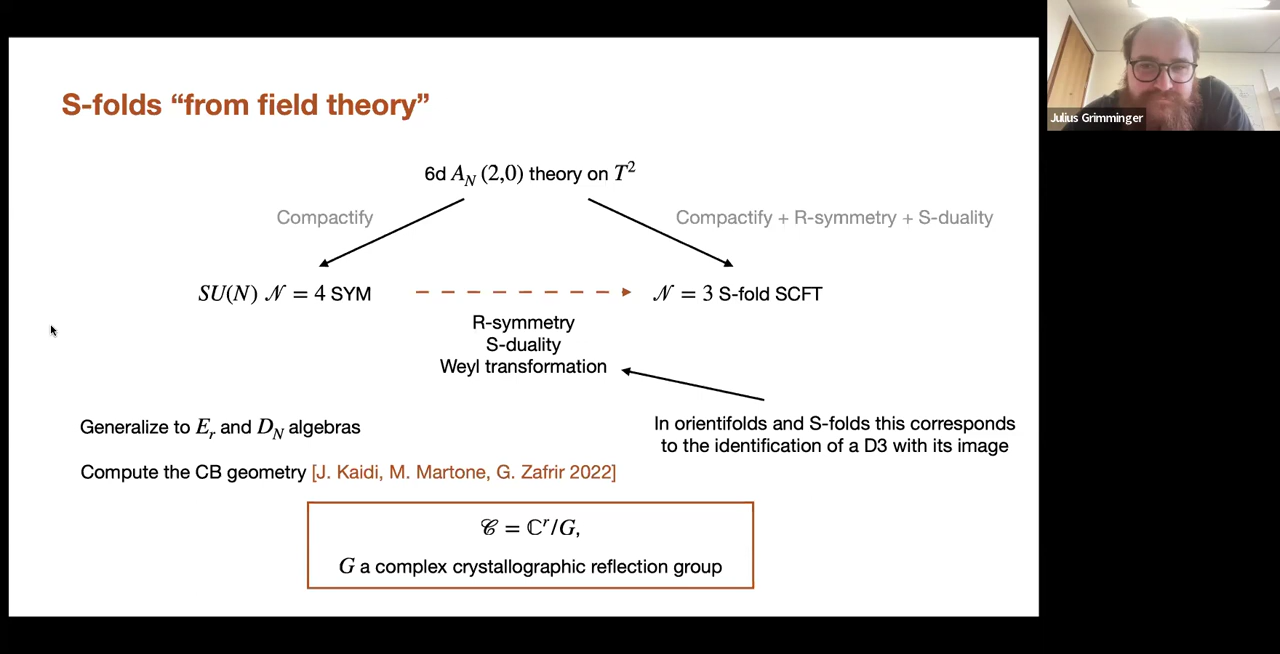 S-folds “from field theory”
6d A_N (2,0) theory on T²
Compactify
Compactify + R-symmetry + S-duality
SU(N) 𝒩 = 4 SYM
𝒩 = 3 S-fold SCFT
R-symmetry
S-duality
Weyl transformation
In orientifolds and S-folds this corresponds
to the identification of a D3 with its image
Generalize to E_r and D_N algebras
Compute the CB geometry [J. Kaidi, M. Martone, G. Zafrir 2022]
𝒞 = ℂʳ/G,
G a complex crystallographic reflection group
Julius Grimminger